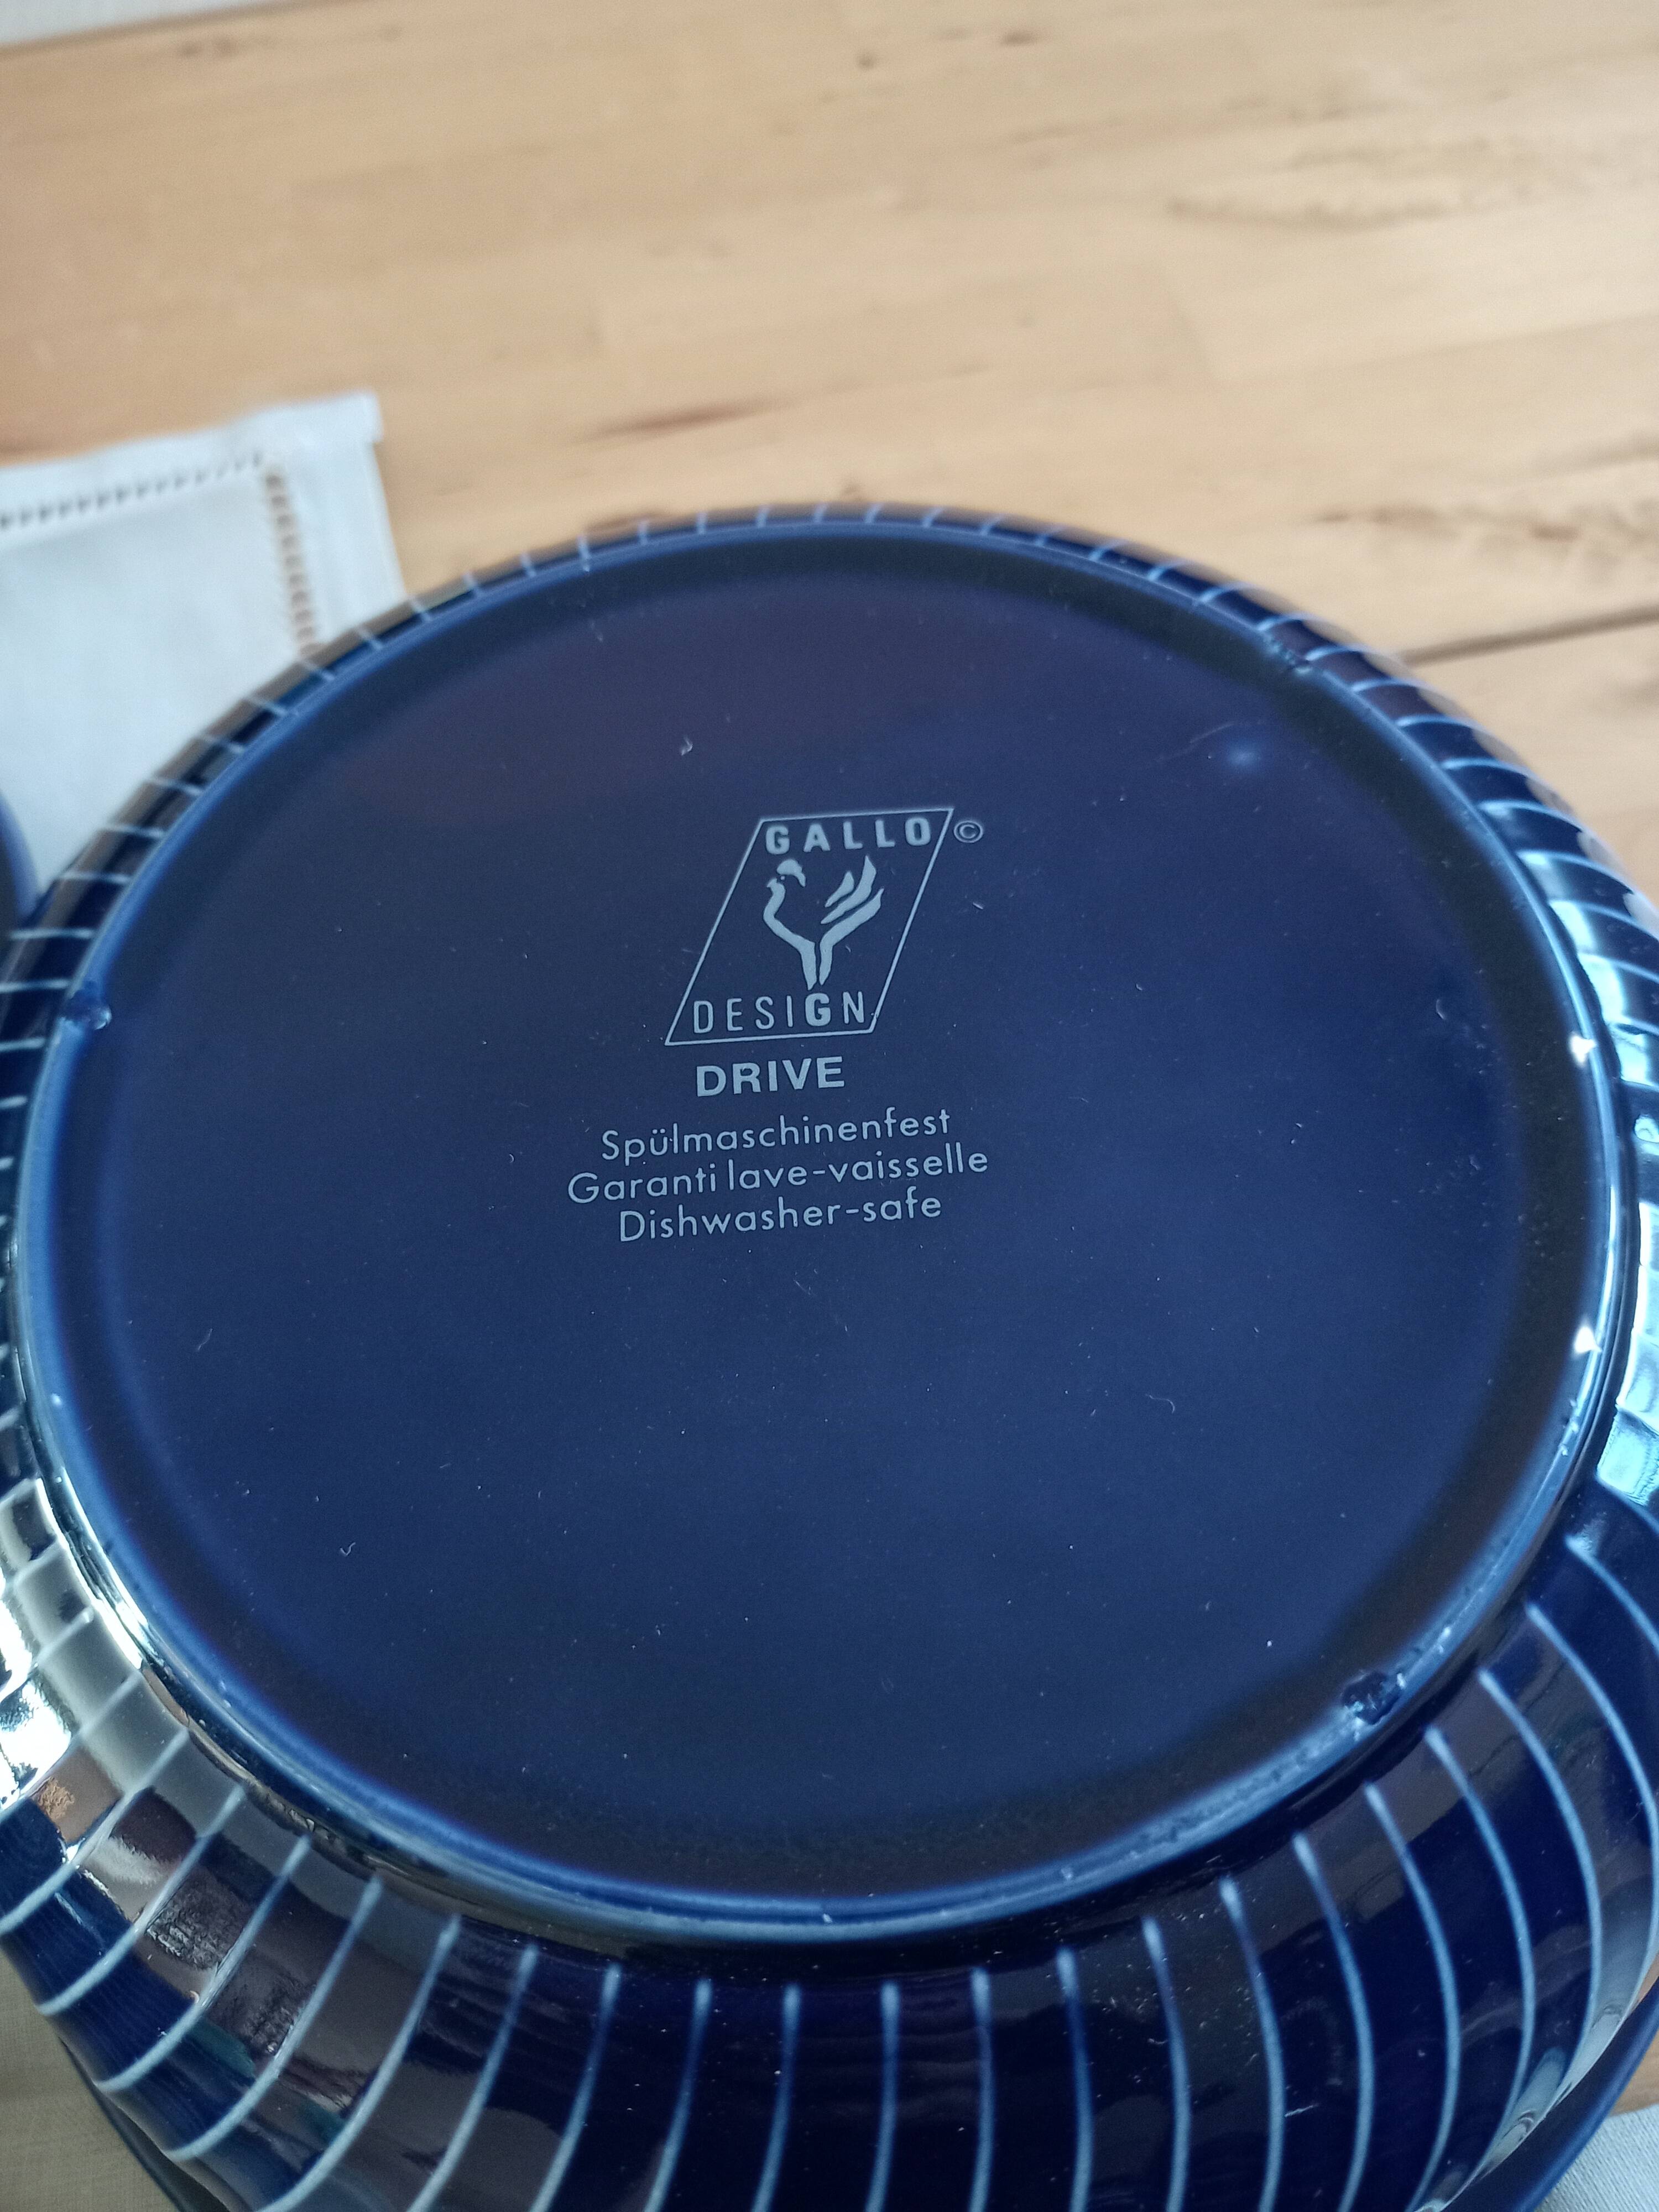 GALLO ©
DESIGN
DRIVE
Spülmaschinenfest
Garanti lave-vaisselle
Dishwasher-safe